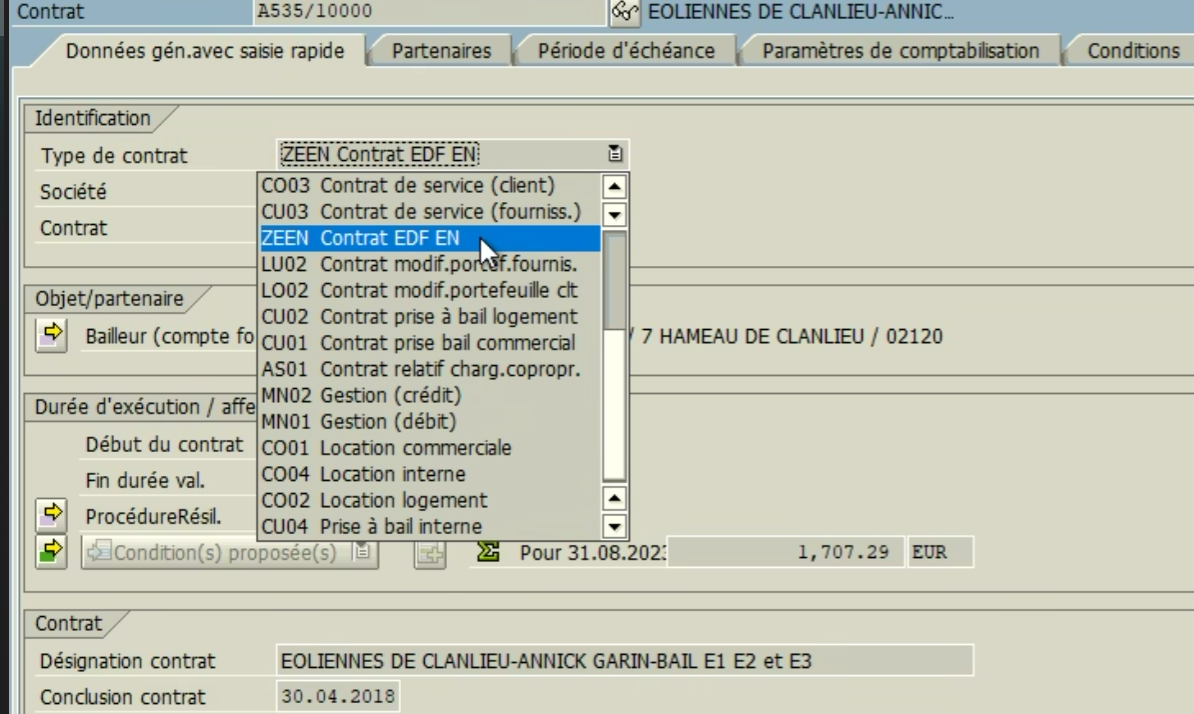 Contrat A535/10000 EOLIENNES DE CLANLIEU-ANNIC…
Données gén.avec saisie rapide Partenaires Période d'échéance Paramètres de comptabilisation Conditions
Identification
Type de contrat ZEEN Contrat EDF EN
Société
Contrat
CO03 Contrat de service (client)
CU03 Contrat de service (fourniss.)
ZEEN Contrat EDF EN
LU02 Contrat modif.portef.fournis.
LO02 Contrat modif.portefeuille clt
CU02 Contrat prise à bail logement
CU01 Contrat prise bail commercial
AS01 Contrat relatif charg.copropr.
MN02 Gestion (crédit)
MN01 Gestion (débit)
CO01 Location commerciale
CO04 Location interne
CO02 Location logement
CU04 Prise à bail interne
Objet/partenaire
Bailleur (compte fo / 7 HAMEAU DE CLANLIEU / 02120
Durée d'exécution / affe
Début du contrat
Fin durée val.
ProcédureRésil.
Condition(s) proposée(s) Pour 31.08.2023 1,707.29 EUR
Contrat
Désignation contrat EOLIENNES DE CLANLIEU-ANNICK GARIN-BAIL E1 E2 et E3
Conclusion contrat 30.04.2018